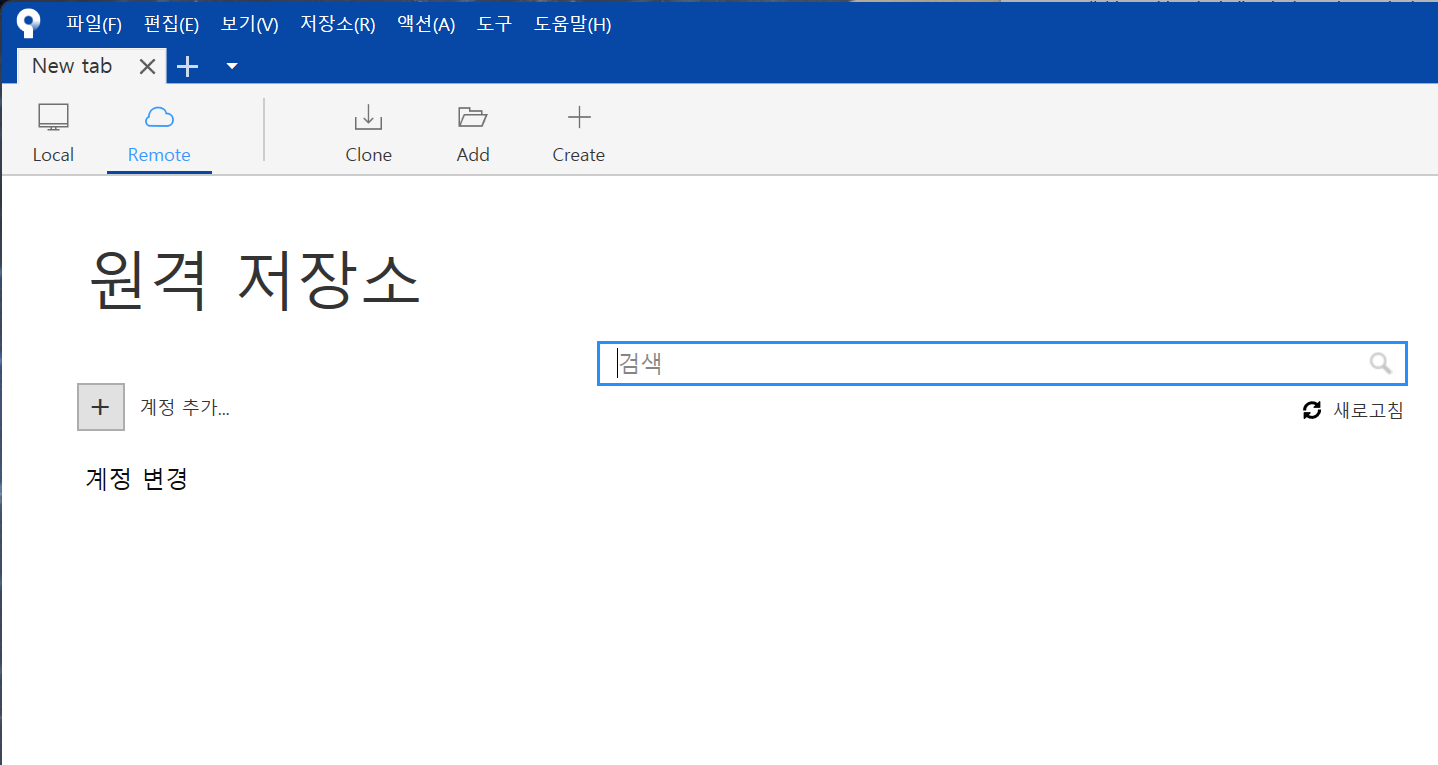 파일(F) 편집(E) 보기(V) 저장소(R) 액션(A) 도구 도움말(H)
New tab
Local Remote Clone Add Create
원격 저장소
검색
계정 추가...
새로고침
계정 변경